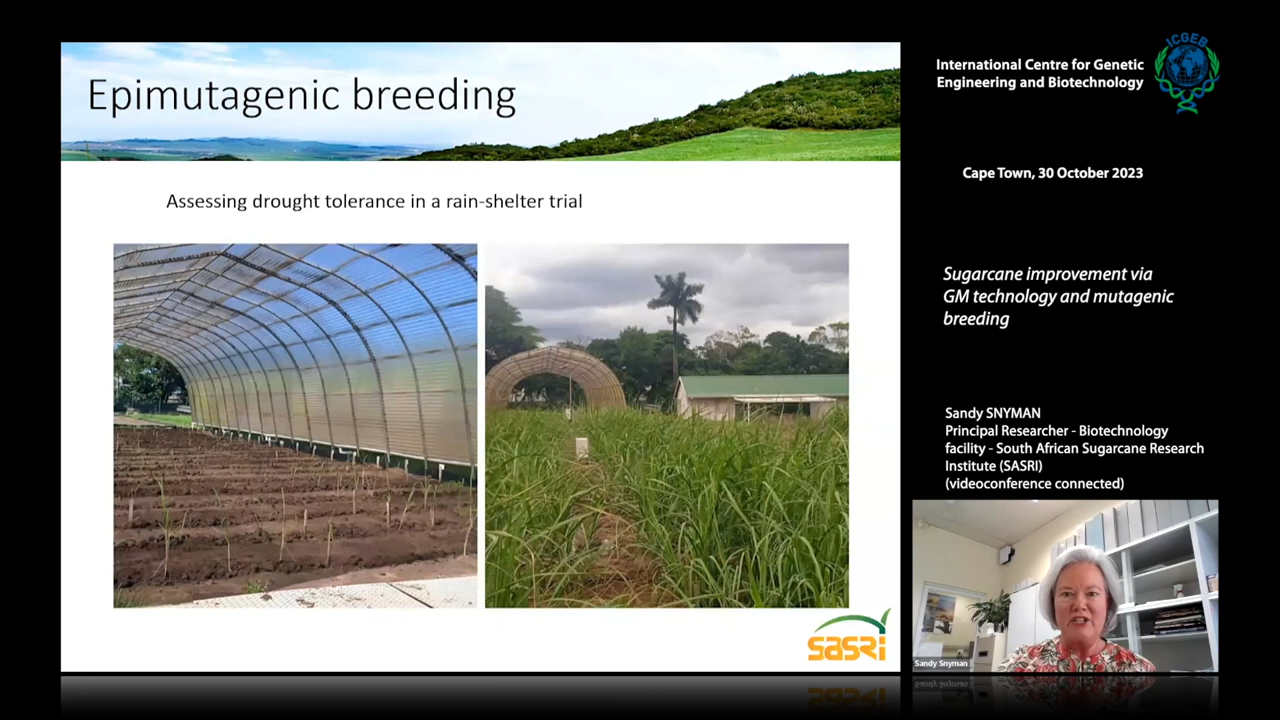 Epimutagenic breeding
Assessing drought tolerance in a rain-shelter trial
sasri
International Centre for Genetic
Engineering and Biotechnology
ICGEB
Cape Town, 30 October 2023
Sugarcane improvement via
GM technology and mutagenic
breeding
Sandy SNYMAN
Principal Researcher - Biotechnology
facility - South African Sugarcane Research
Institute (SASRI)
(videoconference connected)
Sandy Snyman